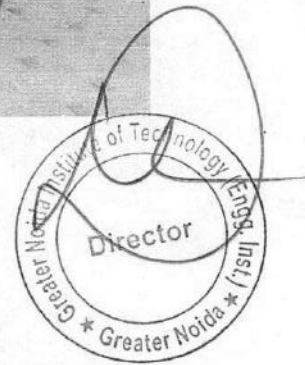 Greater Noida Institute of Technology (Engg. Inst.)
Director
★ Greater Noida ★